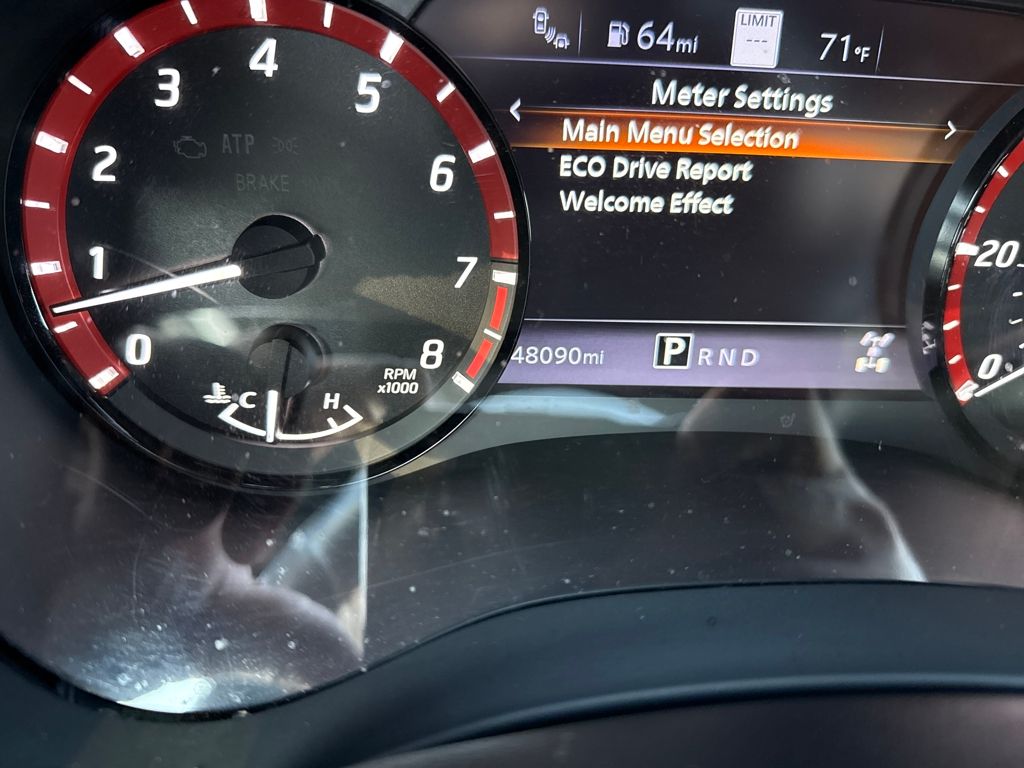 64mi
LIMIT
---
71°F
Meter Settings
< >
Main Menu Selection
ECO Drive Report
Welcome Effect
48090mi
P R N D
0
1
2
3
4
5
6
7
8
ATP
BRAKE
RPM
x1000
C H
20
0